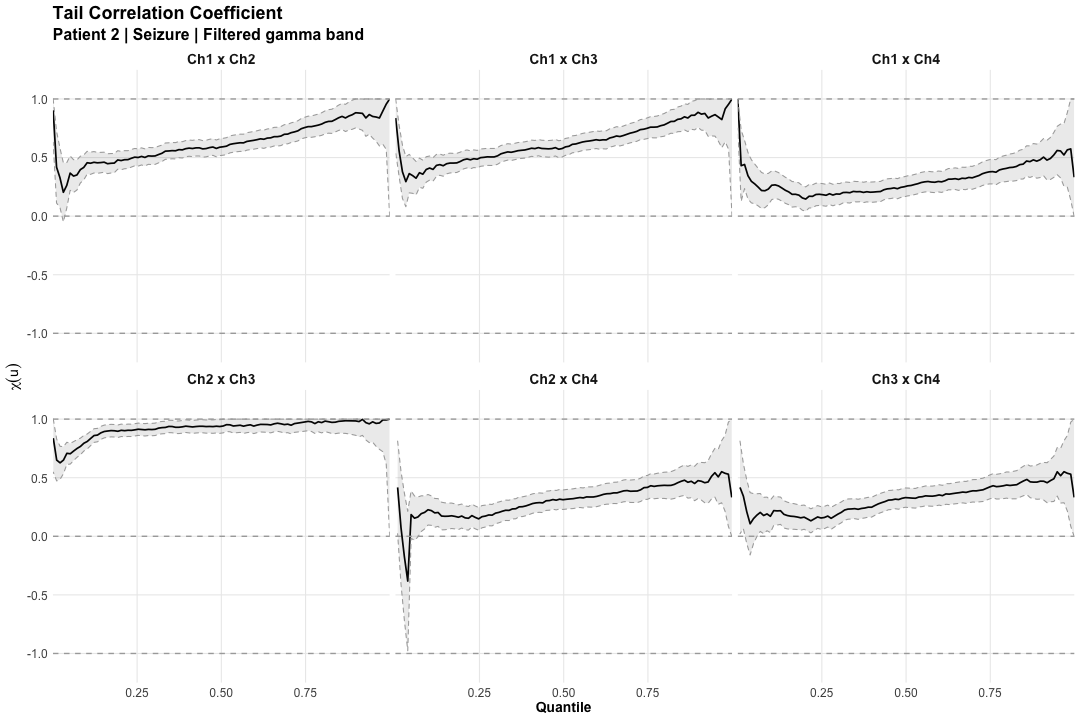 Tail Correlation Coefficient
Patient 2 | Seizure | Filtered gamma band
Ch1 x Ch2
Ch1 x Ch3
Ch1 x Ch4
1.0
0.5
0.0
-0.5
-1.0
χ(u)
Ch2 x Ch3
Ch2 x Ch4
Ch3 x Ch4
1.0
0.5
0.0
-0.5
-1.0
0.25 0.50 0.75
0.25 0.50 0.75
0.25 0.50 0.75
Quantile